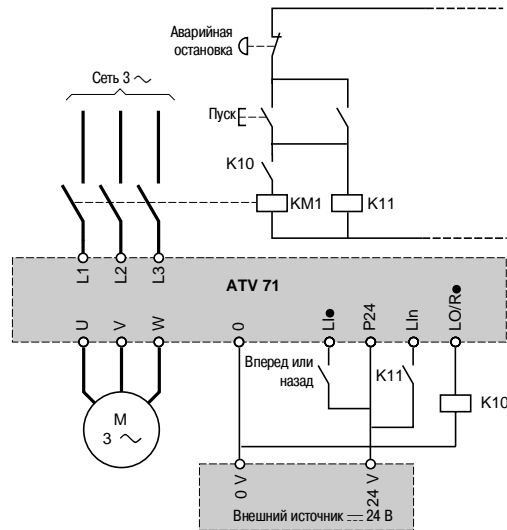 Аварийная
остановка
Сеть 3 ~
Пуск
K10
KM1
K11
L1
L2
L3
ATV 71
U
V
W
0
LI●
P24
LIn
LO/R●
Вперед или
назад
K11
K10
M
3 ~
0 V
24 V
Внешний источник ⎓ 24 В